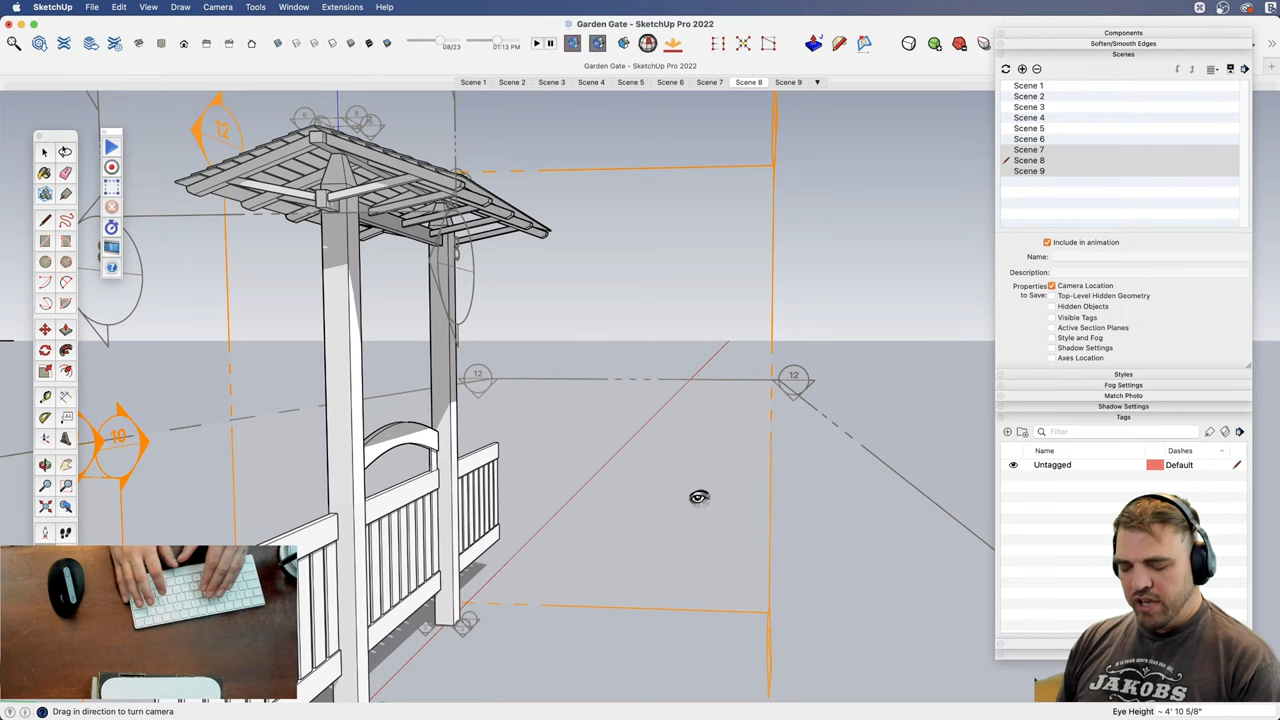 SketchUp File Edit View Draw Camera Tools Window Extensions Help
Garden Gate - SketchUp Pro 2022
08/23 01:13 PM
Garden Gate - SketchUp Pro 2022
Scene 1 Scene 2 Scene 3 Scene 4 Scene 5 Scene 6 Scene 7 Scene 8 Scene 9
Components
Soften/Smooth Edges
Scenes
Scene 1
Scene 2
Scene 3
Scene 4
Scene 5
Scene 6
Scene 7
Scene 8
Scene 9
Include in animation
Name:
Description:
Properties to Save:
Camera Location
Top-Level Hidden Geometry
Hidden Objects
Visible Tags
Active Section Planes
Style and Fog
Shadow Settings
Axes Location
Styles
Fog Settings
Match Photo
Shadow Settings
Tags
Filter
Name Dashes
Untagged Default
12
12
12
10
JAKOBS
Drag in direction to turn camera
Eye Height ~ 4' 10 5/8"